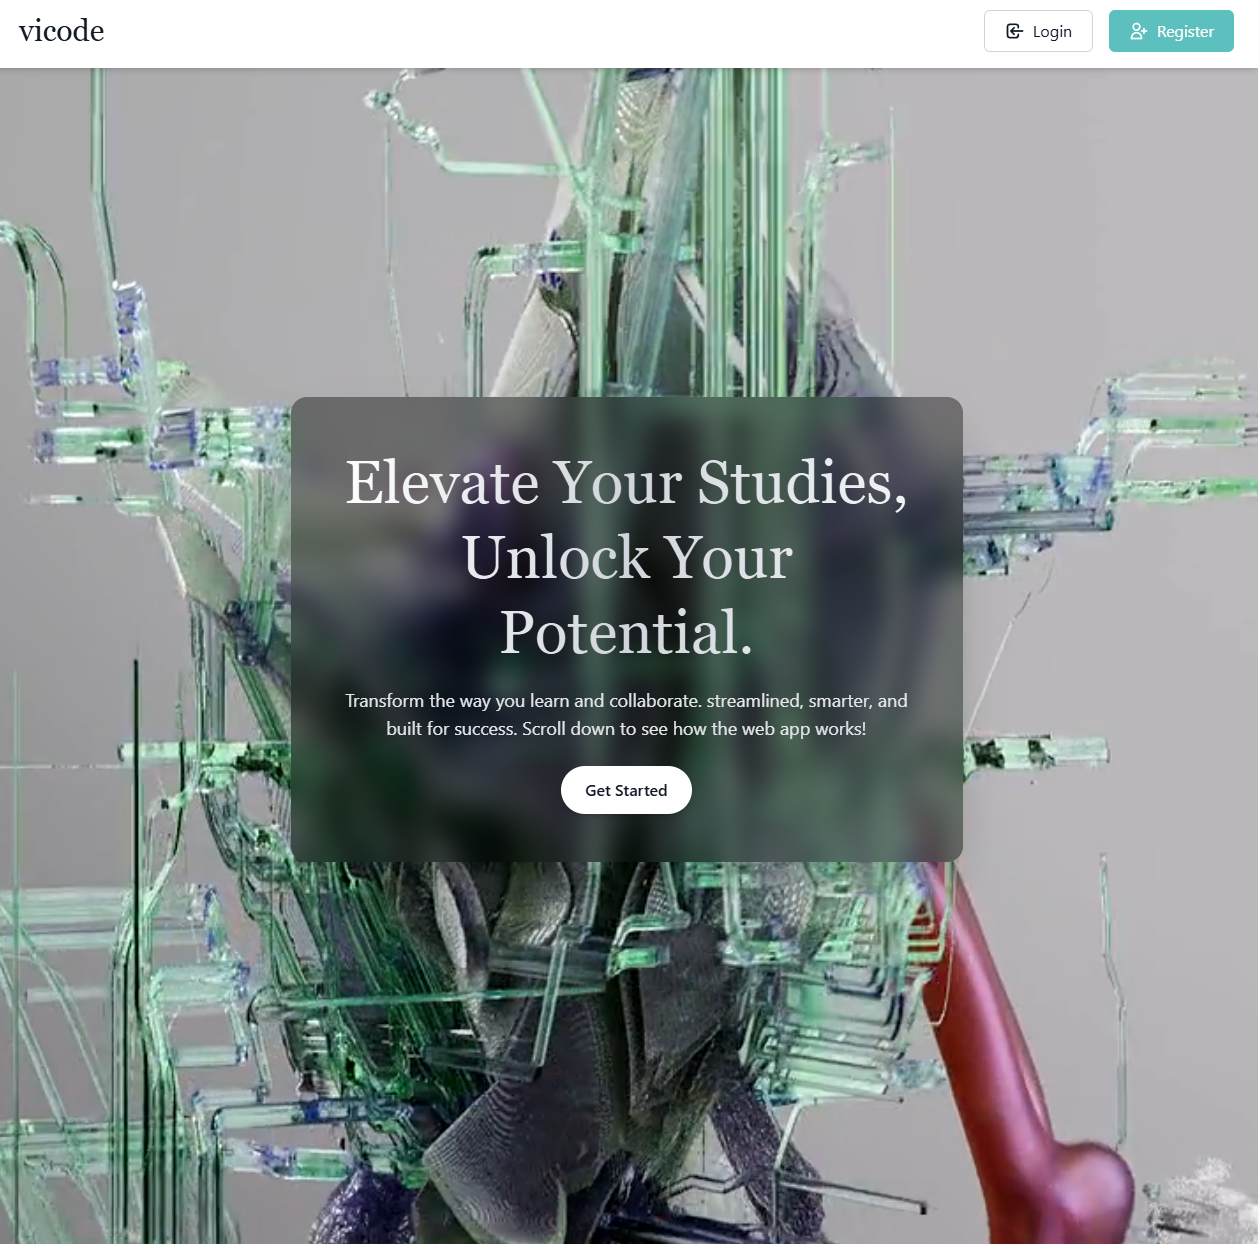 vicode
Login
Register
Elevate Your Studies,
Unlock Your
Potential.
Transform the way you learn and collaborate. streamlined, smarter, and
built for success. Scroll down to see how the web app works!
Get Started